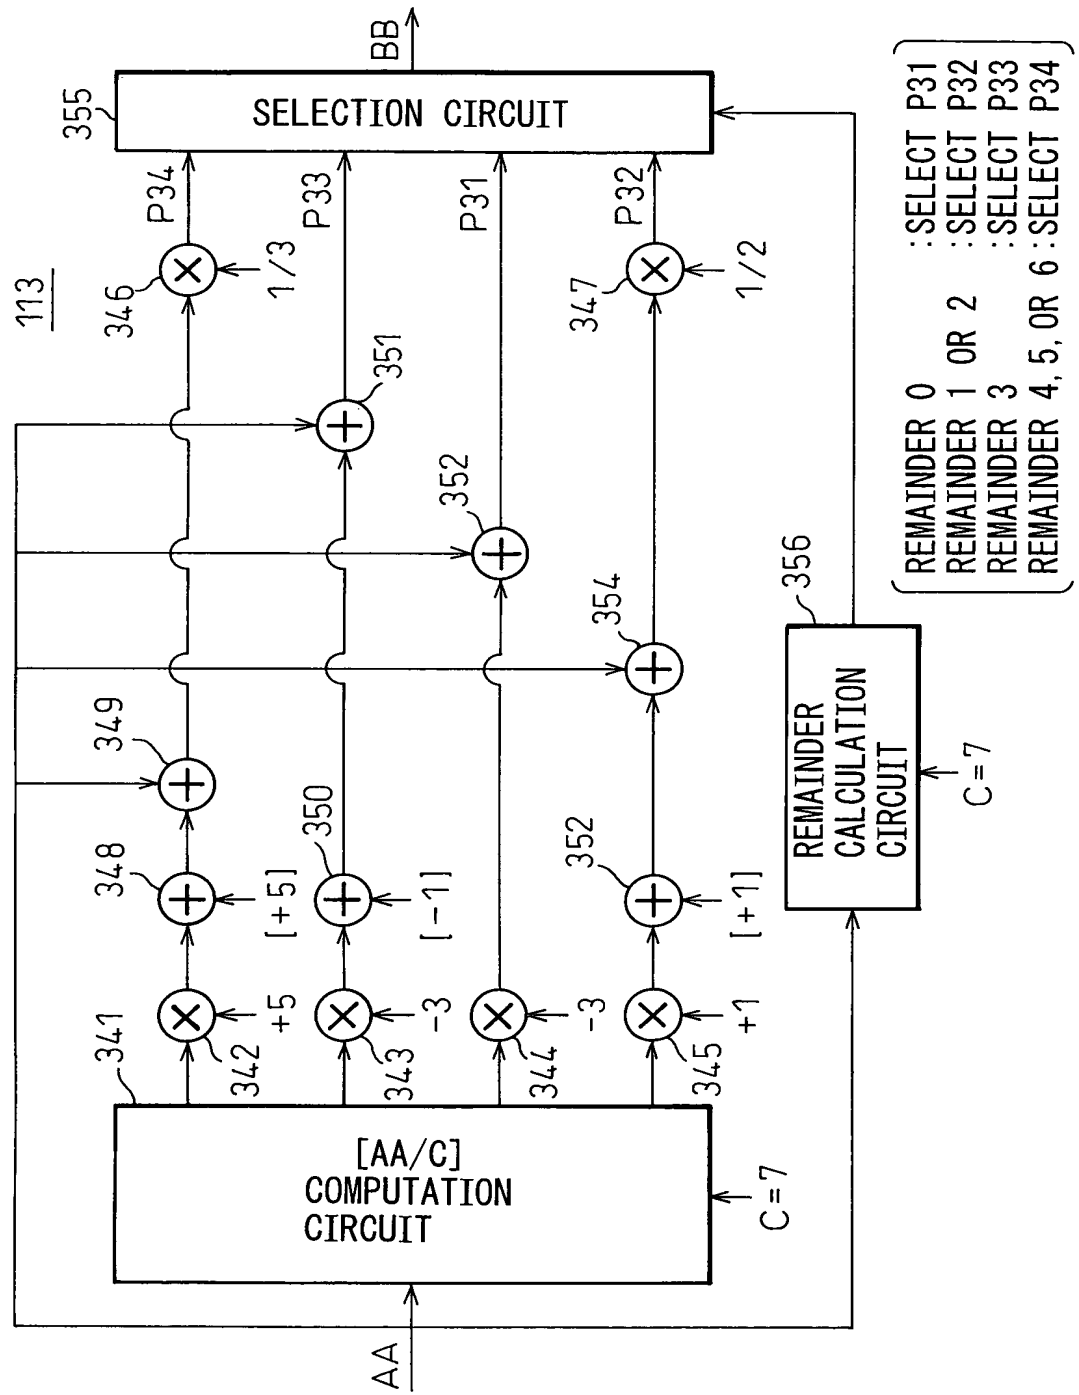 113
AA
341
[AA/C]
COMPUTATION
CIRCUIT
C=7
342
+5
343
-3
344
-3
345
+1
348
[+5]
350
[-1]
352
[+1]
349
354
352
351
346
1/3
347
1/2
P34
P33
P31
P32
355
SELECTION CIRCUIT
BB
356
REMAINDER
CALCULATION
CIRCUIT
C=7
REMAINDER 0 :SELECT P31
REMAINDER 1 OR 2 :SELECT P32
REMAINDER 3 :SELECT P33
REMAINDER 4, 5, OR 6 :SELECT P34